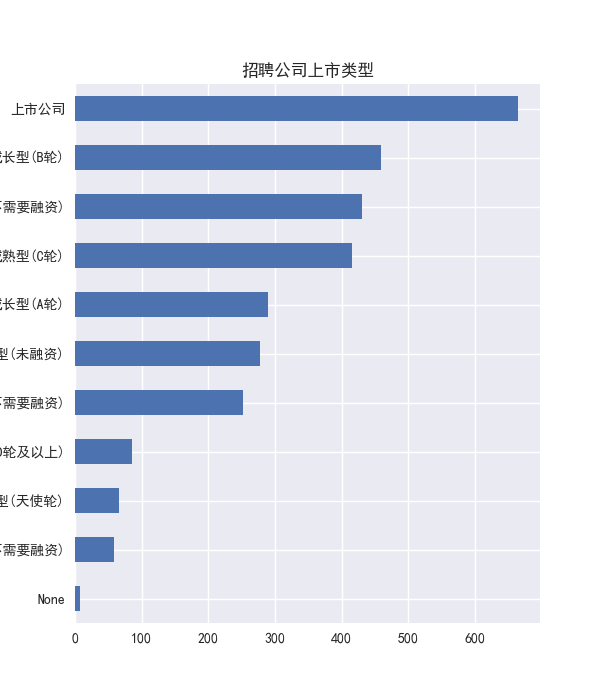 招聘公司上市类型
上市公司
长型(B轮)
需要融资)
熟型(C轮)
长型(A轮)
型(未融资)
需要融资)
D轮及以上)
型(天使轮)
需要融资)
None
0 100 200 300 400 500 600